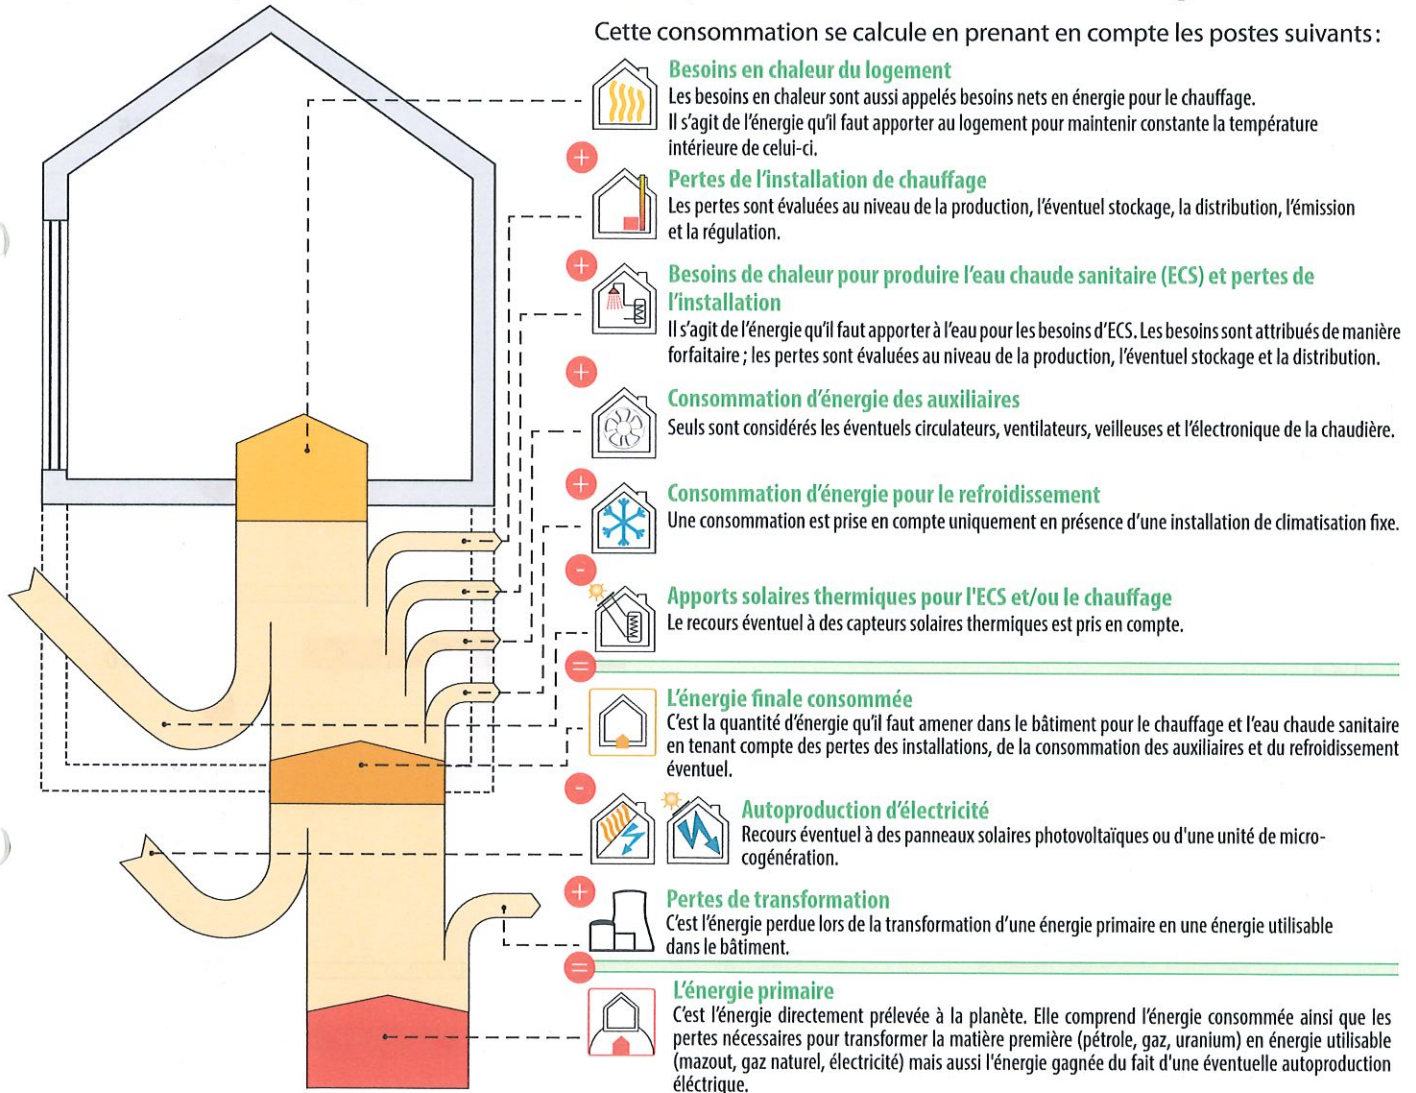 Cette consommation se calcule en prenant en compte les postes suivants :
Besoins en chaleur du logement
Les besoins en chaleur sont aussi appelés besoins nets en énergie pour le chauffage.
Il s'agit de l'énergie qu'il faut apporter au logement pour maintenir constante la température
intérieure de celui-ci.
+
Pertes de l'installation de chauffage
Les pertes sont évaluées au niveau de la production, l'éventuel stockage, la distribution, l'émission
et la régulation.
+
Besoins de chaleur pour produire l'eau chaude sanitaire (ECS) et pertes de
l'installation
Il s'agit de l'énergie qu'il faut apporter à l'eau pour les besoins d'ECS. Les besoins sont attribués de manière
forfaitaire ; les pertes sont évaluées au niveau de la production, l'éventuel stockage et la distribution.
+
Consommation d'énergie des auxiliaires
Seuls sont considérés les éventuels circulateurs, ventilateurs, veilleuses et l'électronique de la chaudière.
+
Consommation d'énergie pour le refroidissement
Une consommation est prise en compte uniquement en présence d'une installation de climatisation fixe.
-
Apports solaires thermiques pour l'ECS et/ou le chauffage
Le recours éventuel à des capteurs solaires thermiques est pris en compte.
=
L'énergie finale consommée
C'est la quantité d'énergie qu'il faut amener dans le bâtiment pour le chauffage et l'eau chaude sanitaire
en tenant compte des pertes des installations, de la consommation des auxiliaires et du refroidissement
éventuel.
-
Autoproduction d'électricité
Recours éventuel à des panneaux solaires photovoltaïques ou d'une unité de micro-
cogénération.
+
Pertes de transformation
C'est l'énergie perdue lors de la transformation d'une énergie primaire en une énergie utilisable
dans le bâtiment.
=
L'énergie primaire
C'est l'énergie directement prélevée à la planète. Elle comprend l'énergie consommée ainsi que les
pertes nécessaires pour transformer la matière première (pétrole, gaz, uranium) en énergie utilisable
(mazout, gaz naturel, électricité) mais aussi l'énergie gagnée du fait d'une éventuelle autoproduction
éléctrique.